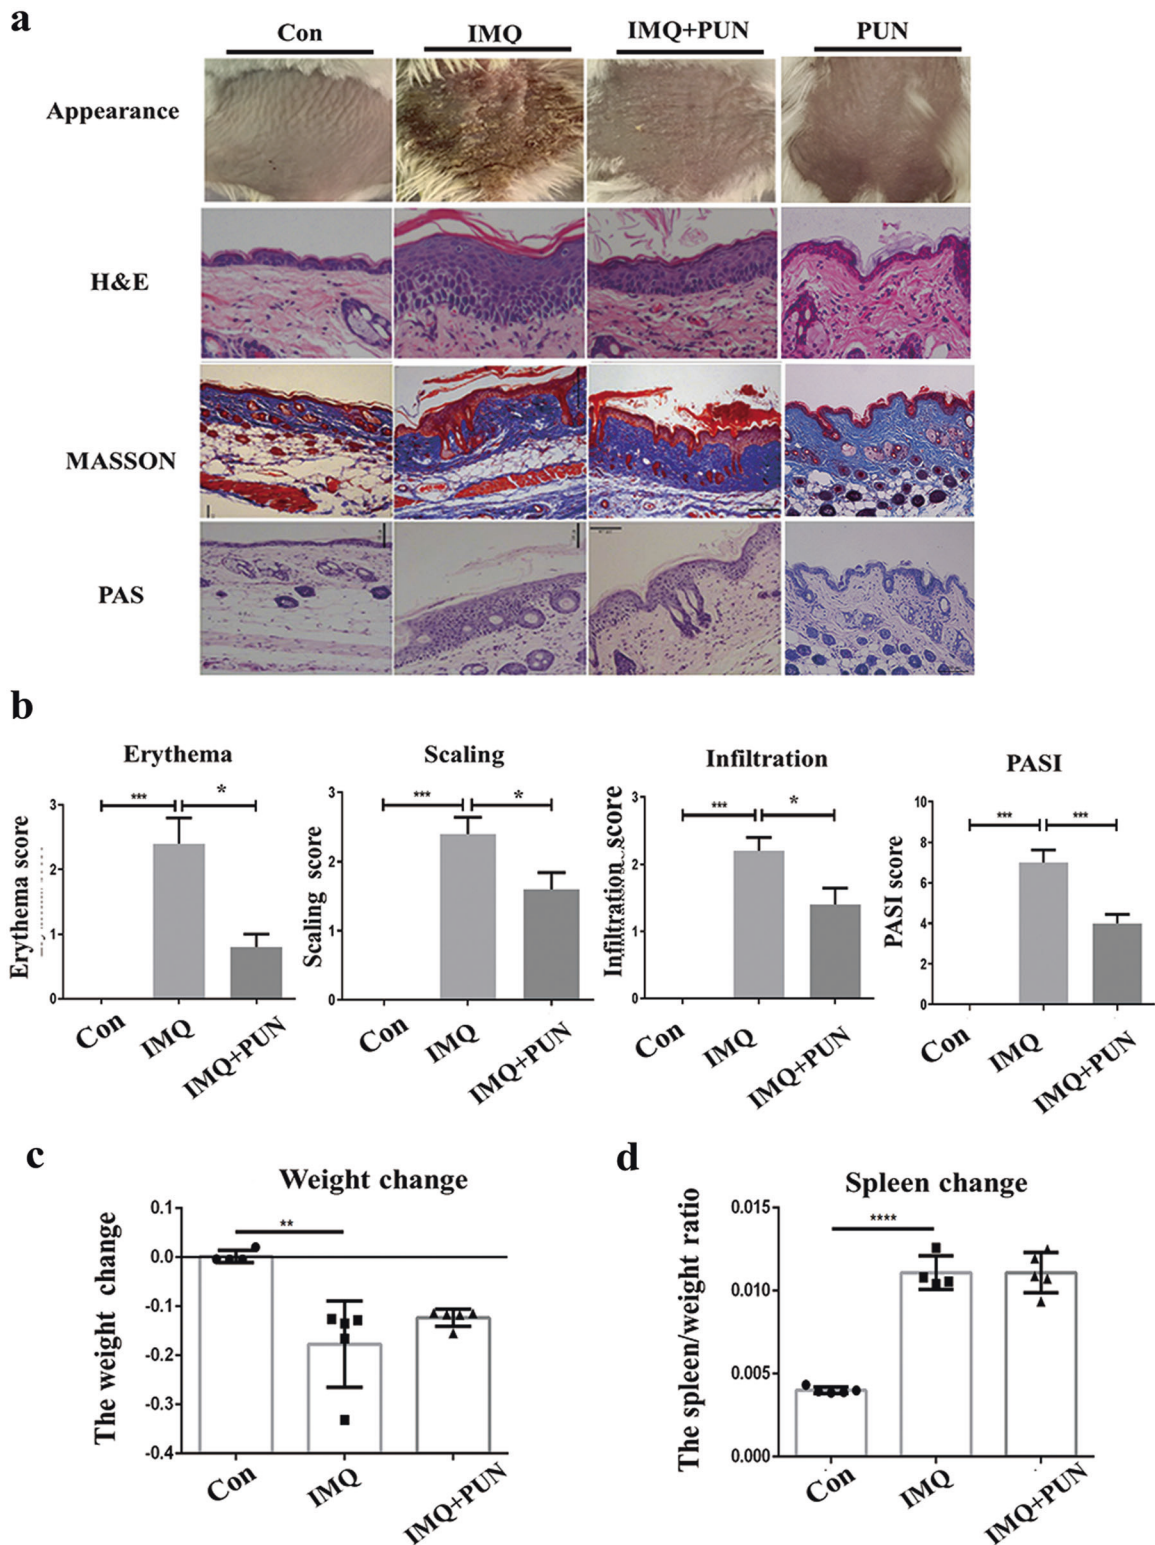 a
Con IMQ IMQ+PUN PUN
Appearance
H&E
MASSON
PAS
b
Erythema
Scaling
Infiltration
PASI
*** *
*** *
*** *
*** ***
Erythema score
3
2
1
0
Con IMQ IMQ+PUN
Scaling score
3
2
1
0
Con IMQ IMQ+PUN
Infiltration score
3
2
1
0
Con IMQ IMQ+PUN
PASI score
10
8
6
4
2
0
Con IMQ IMQ+PUN
c
Weight change
**
The weight change
0.1
0.0
-0.1
-0.2
-0.3
-0.4
Con IMQ IMQ+PUN
d
Spleen change
****
The spleen/weight ratio
0.015
0.010
0.005
0.000
Con IMQ IMQ+PUN